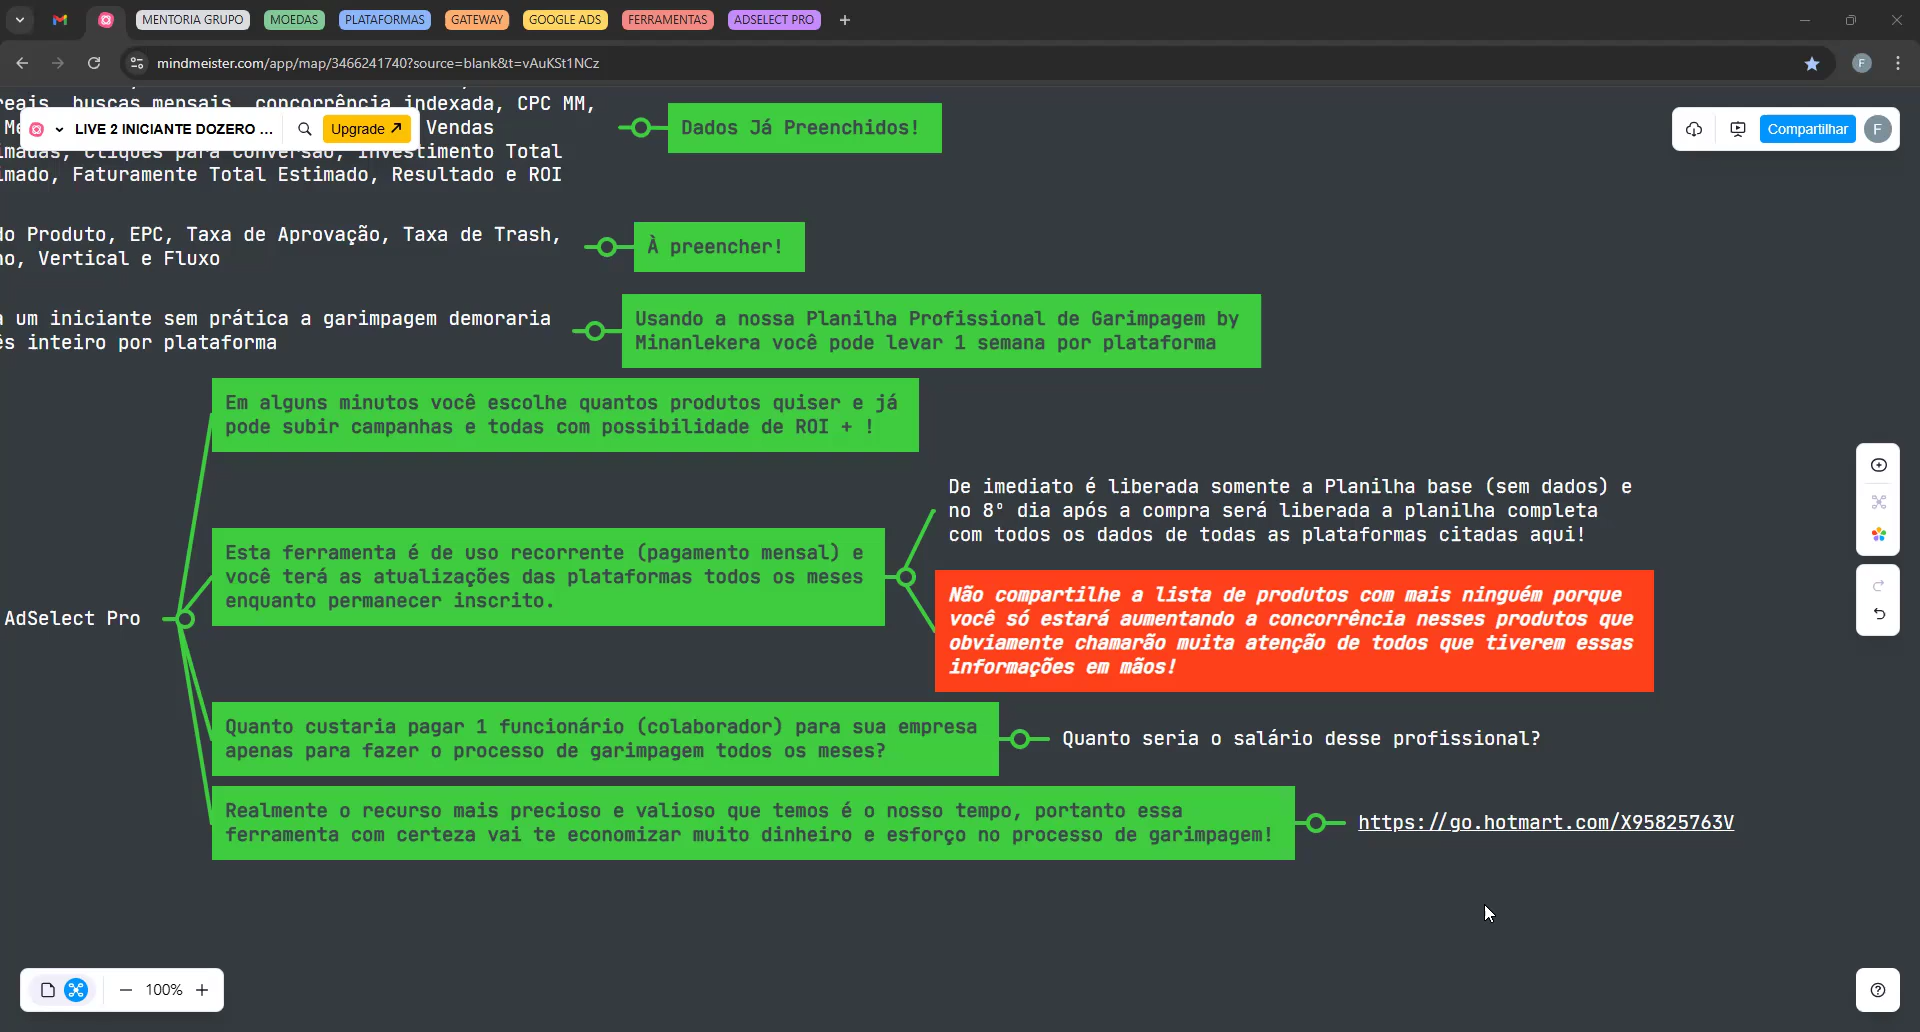 MENTORIA GRUPO
MOEDAS
PLATAFORMAS
GATEWAY
GOOGLE ADS
FERRAMENTAS
ADSELECT PRO
mindmeister.com/app/map/3466241740?source=blank&t=vAuKSt1NCz
F
reais, buscas mensais, concorrência indexada, CPC MM,
LIVE 2 INICIANTE DOZERO ...
Upgrade
Vendas
Estimento Total
imado, Faturamente Total Estimado, Resultado e ROI
Dados Já Preenchidos!
Compartilhar
F
do Produto, EPC, Taxa de Aprovação, Taxa de Trash,
no, Vertical e Fluxo
À preencher!
a um iniciante sem prática a garimpagem demoraria
ês inteiro por plataforma
Usando a nossa Planilha Profissional de Garimpagem by
Minanlekera você pode levar 1 semana por plataforma
Em alguns minutos você escolhe quantos produtos quiser e já
pode subir campanhas e todas com possibilidade de ROI + !
De imediato é liberada somente a Planilha base (sem dados) e
no 8º dia após a compra será liberada a planilha completa
com todos os dados de todas as plataformas citadas aqui!
Esta ferramenta é de uso recorrente (pagamento mensal) e
você terá as atualizações das plataformas todos os meses
enquanto permanecer inscrito.
Não compartilhe a lista de produtos com mais ninguém porque
você só estará aumentando a concorrência nesses produtos que
obviamente chamarão muita atenção de todos que tiverem essas
informações em mãos!
AdSelect Pro
Quanto custaria pagar 1 funcionário (colaborador) para sua empresa
apenas para fazer o processo de garimpagem todos os meses?
Quanto seria o salário desse profissional?
Realmente o recurso mais precioso e valioso que temos é o nosso tempo, portanto essa
ferramenta com certeza vai te economizar muito dinheiro e esforço no processo de garimpagem!
https://go.hotmart.com/X95825763V
100%